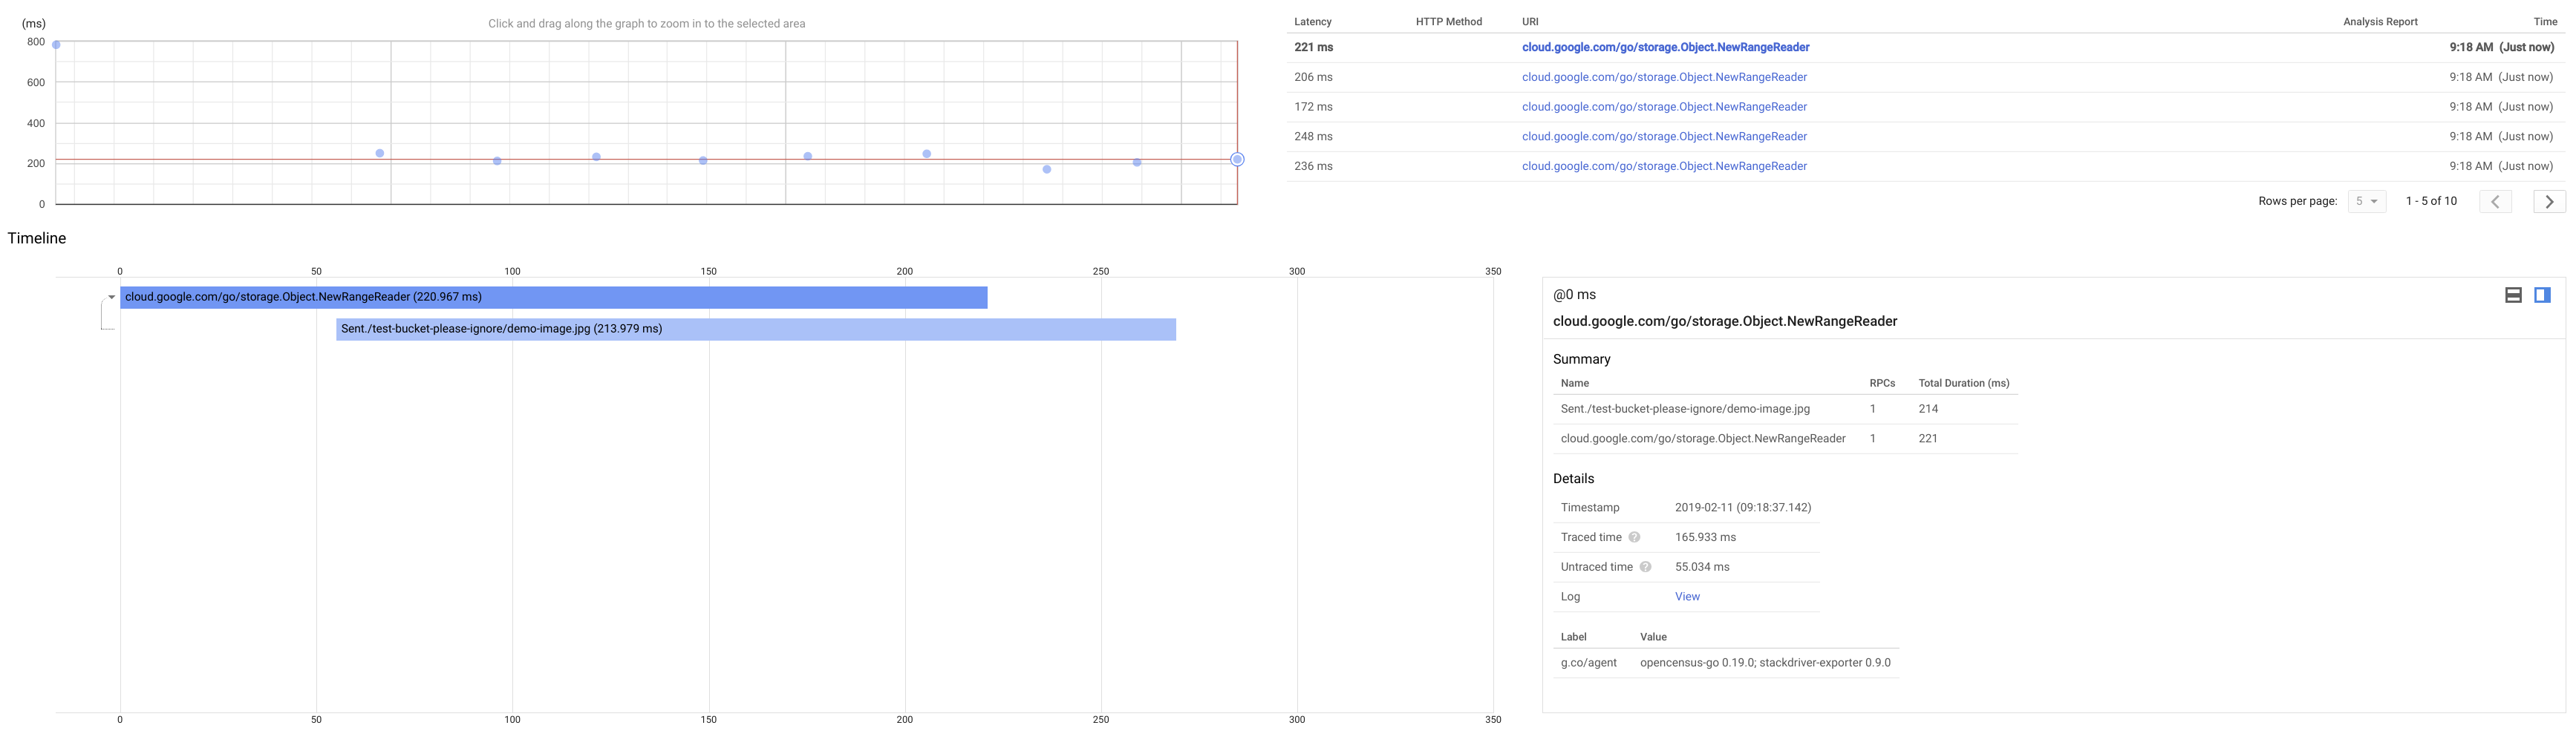 (ms)
Click and drag along the graph to zoom in to the selected area
800
600
400
200
0
Latency HTTP Method URI Analysis Report Time
221 ms cloud.google.com/go/storage.Object.NewRangeReader 9:18 AM (Just now)
206 ms cloud.google.com/go/storage.Object.NewRangeReader 9:18 AM (Just now)
172 ms cloud.google.com/go/storage.Object.NewRangeReader 9:18 AM (Just now)
248 ms cloud.google.com/go/storage.Object.NewRangeReader 9:18 AM (Just now)
236 ms cloud.google.com/go/storage.Object.NewRangeReader 9:18 AM (Just now)
Rows per page: 5 1 - 5 of 10
Timeline
0 50 100 150 200 250 300 350
cloud.google.com/go/storage.Object.NewRangeReader (220.967 ms)
Sent./test-bucket-please-ignore/demo-image.jpg (213.979 ms)
0 50 100 150 200 250 300 350
@0 ms
cloud.google.com/go/storage.Object.NewRangeReader
Summary
Name RPCs Total Duration (ms)
Sent./test-bucket-please-ignore/demo-image.jpg 1 214
cloud.google.com/go/storage.Object.NewRangeReader 1 221
Details
Timestamp 2019-02-11 (09:18:37.142)
Traced time ? 165.933 ms
Untraced time ? 55.034 ms
Log View
Label Value
g.co/agent opencensus-go 0.19.0; stackdriver-exporter 0.9.0